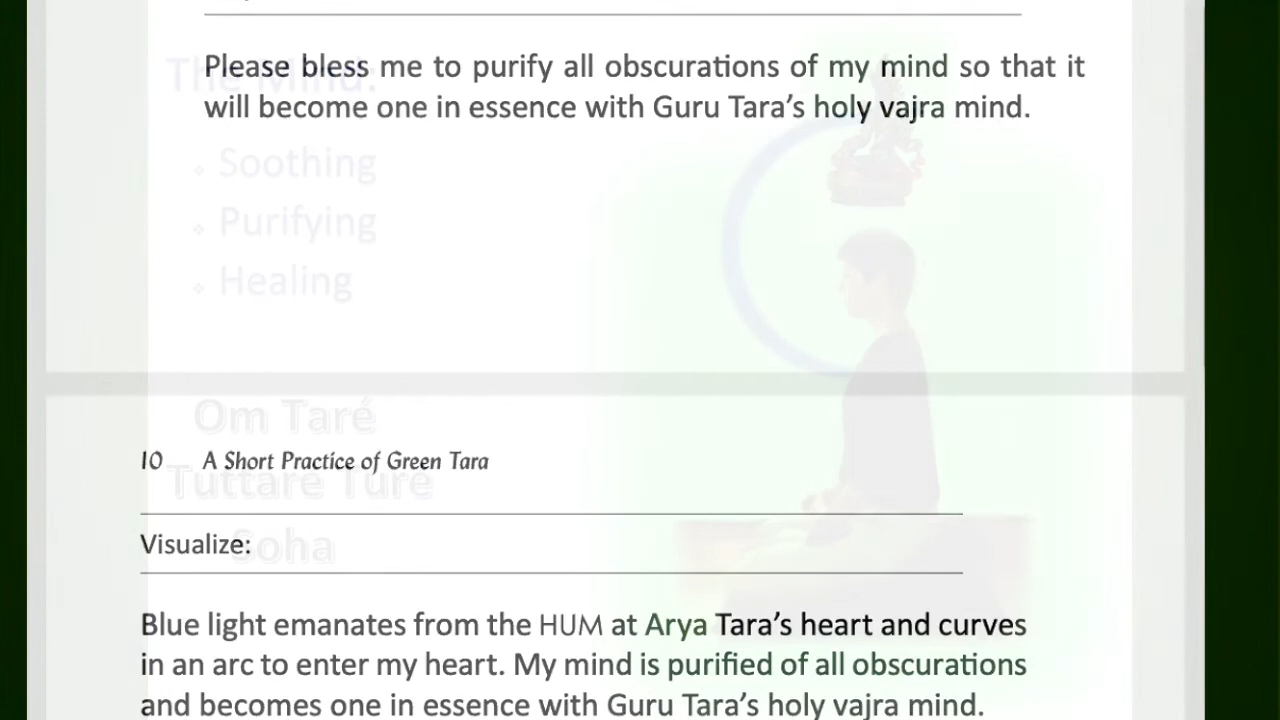 Please bless me to purify all obscurations of my mind so that it
will become one in essence with Guru Tara's holy vajra mind.
The Mind:
Soothing
Purifying
Healing
Om Taré
Tuttare Ture
Soha
10 A Short Practice of Green Tara
Visualize:
Blue light emanates from the HUM at Arya Tara's heart and curves
in an arc to enter my heart. My mind is purified of all obscurations
and becomes one in essence with Guru Tara's holy vajra mind.